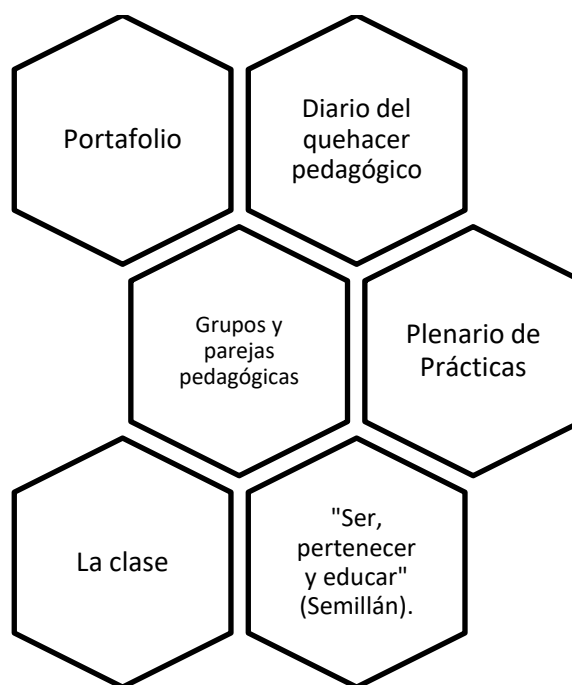 Portafolio
Diario del
quehacer
pedagógico
Grupos y
parejas
pedagógicas
Plenario de
Prácticas
La clase
"Ser,
pertenecer
y educar"
(Semillán).